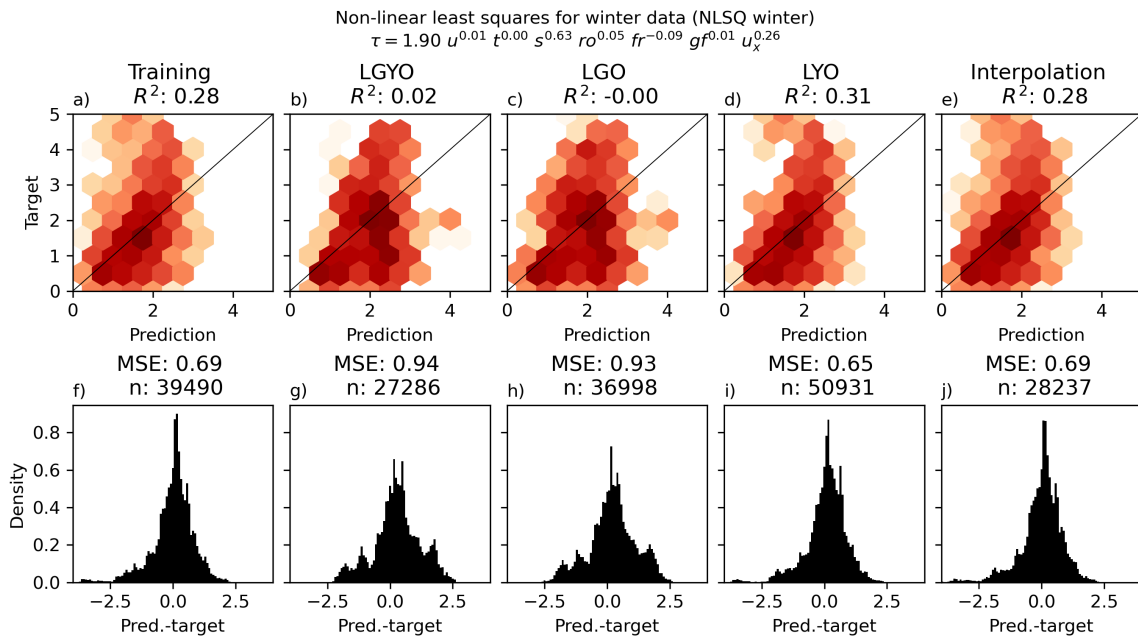 Non-linear least squares for winter data (NLSQ winter)
τ = 1.90 u^0.01 t^0.00 s^0.63 ro^0.05 fr^−0.09 gf^0.01 u_x^0.26
Training LGYO LGO LYO Interpolation
a) R²: 0.28 b) R²: 0.02 c) R²: -0.00 d) R²: 0.31 e) R²: 0.28
5
4
3
2
1
0
Target
0 2 4 0 2 4 0 2 4 0 2 4 0 2 4
Prediction Prediction Prediction Prediction Prediction
MSE: 0.69 MSE: 0.94 MSE: 0.93 MSE: 0.65 MSE: 0.69
f) n: 39490 g) n: 27286 h) n: 36998 i) n: 50931 j) n: 28237
0.8
0.6
0.4
0.2
0.0
Density
−2.5 0.0 2.5 −2.5 0.0 2.5 −2.5 0.0 2.5 −2.5 0.0 2.5 −2.5 0.0 2.5
Pred.-target Pred.-target Pred.-target Pred.-target Pred.-target